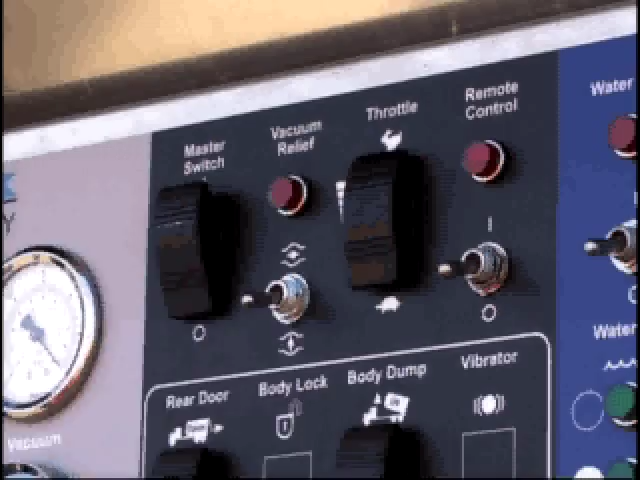 Master
Switch
Vacuum
Relief
Throttle
Remote
Control
Water
Rear Door
Body Lock
Body Dump
Vibrator
Water
Vacuum